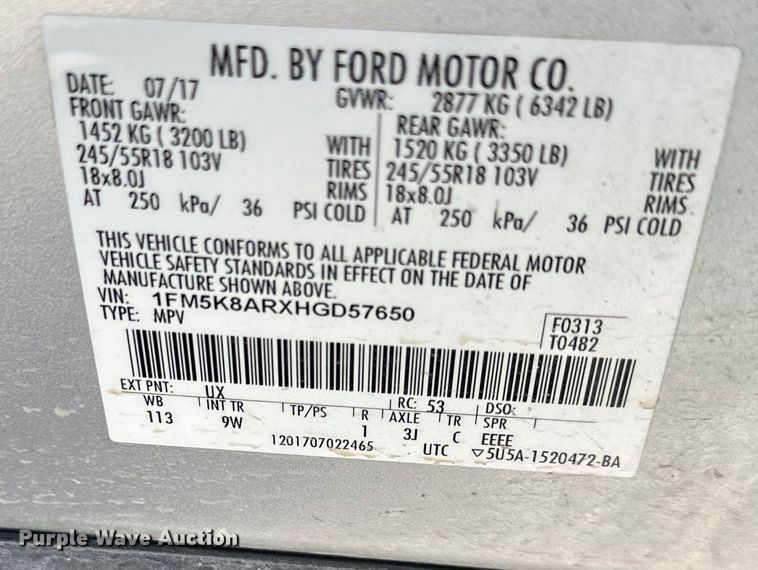 MFD. BY FORD MOTOR CO.
DATE: 07/17 GVWR: 2877 KG ( 6342 LB)
FRONT GAWR: REAR GAWR:
1452 KG ( 3200 LB) WITH 1520 KG ( 3350 LB) WITH
245/55R18 103V TIRES 245/55R18 103V TIRES
18x8.0J RIMS 18x8.0J RIMS
AT 250 kPa/ 36 PSI COLD AT 250 kPa/ 36 PSI COLD
THIS VEHICLE CONFORMS TO ALL APPLICABLE FEDERAL MOTOR
VEHICLE SAFETY STANDARDS IN EFFECT ON THE DATE OF
MANUFACTURE SHOWN ABOVE.
VIN: 1FM5K8ARXHGD57650
TYPE: MPV
F0313
T0482
EXT PNT: UX RC: 53 DSO:
WB INT TR TP/PS R AXLE TR SPR
113 9W 1 3J C EEEE
1201707022465 UTC ▽5U5A-1520472-BA
Purple Wave Auction